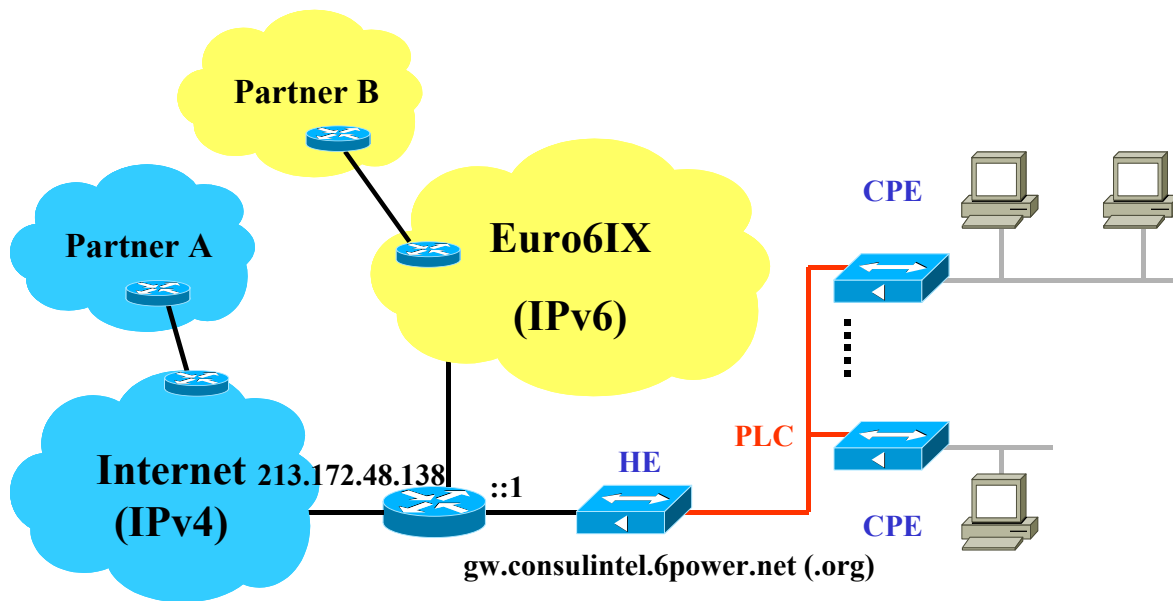 Partner B
Partner A
Euro6IX
(IPv6)
CPE
PLC
HE
Internet
(IPv4)
213.172.48.138
::1
CPE
gw.consulintel.6power.net (.org)